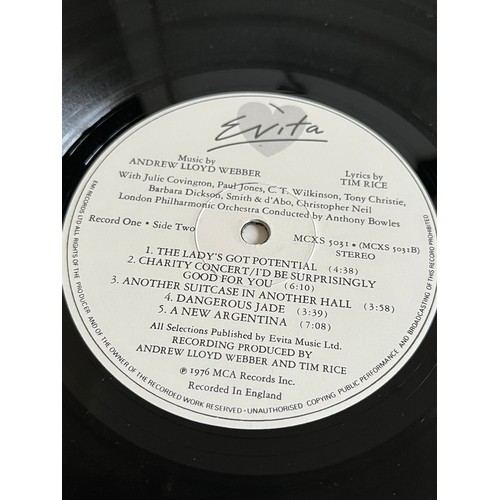 Evita
Music by
ANDREW LLOYD WEBBER
Lyrics by
TIM RICE
With Julie Covington, Paul Jones, C. T. Wilkinson, Tony Christie,
Barbara Dickson, Smith & d'Abo, Christopher Neil
London Philharmonic Orchestra Conducted by Anthony Bowles
Record One • Side Two
MCXS 5031 • (MCXS 5031B)
STEREO
1. THE LADY'S GOT POTENTIAL (4:38)
2. CHARITY CONCERT/I'D BE SURPRISINGLY
GOOD FOR YOU (6:10)
3. ANOTHER SUITCASE IN ANOTHER HALL (3:58)
4. DANGEROUS JADE (3:39)
5. A NEW ARGENTINA (7:08)
All Selections Published by Evita Music Ltd.
RECORDING PRODUCED BY
ANDREW LLOYD WEBBER AND TIM RICE
℗ 1976 MCA Records Inc.
Recorded In England
EMI RECORDS LTD ALL RIGHTS OF THE PRODUCER AND OF THE OWNER OF THE RECORDED WORK RESERVED - UNAUTHORISED COPYING PUBLIC PERFORMANCE AND BROADCASTING OF THIS RECORD PROHIBITED